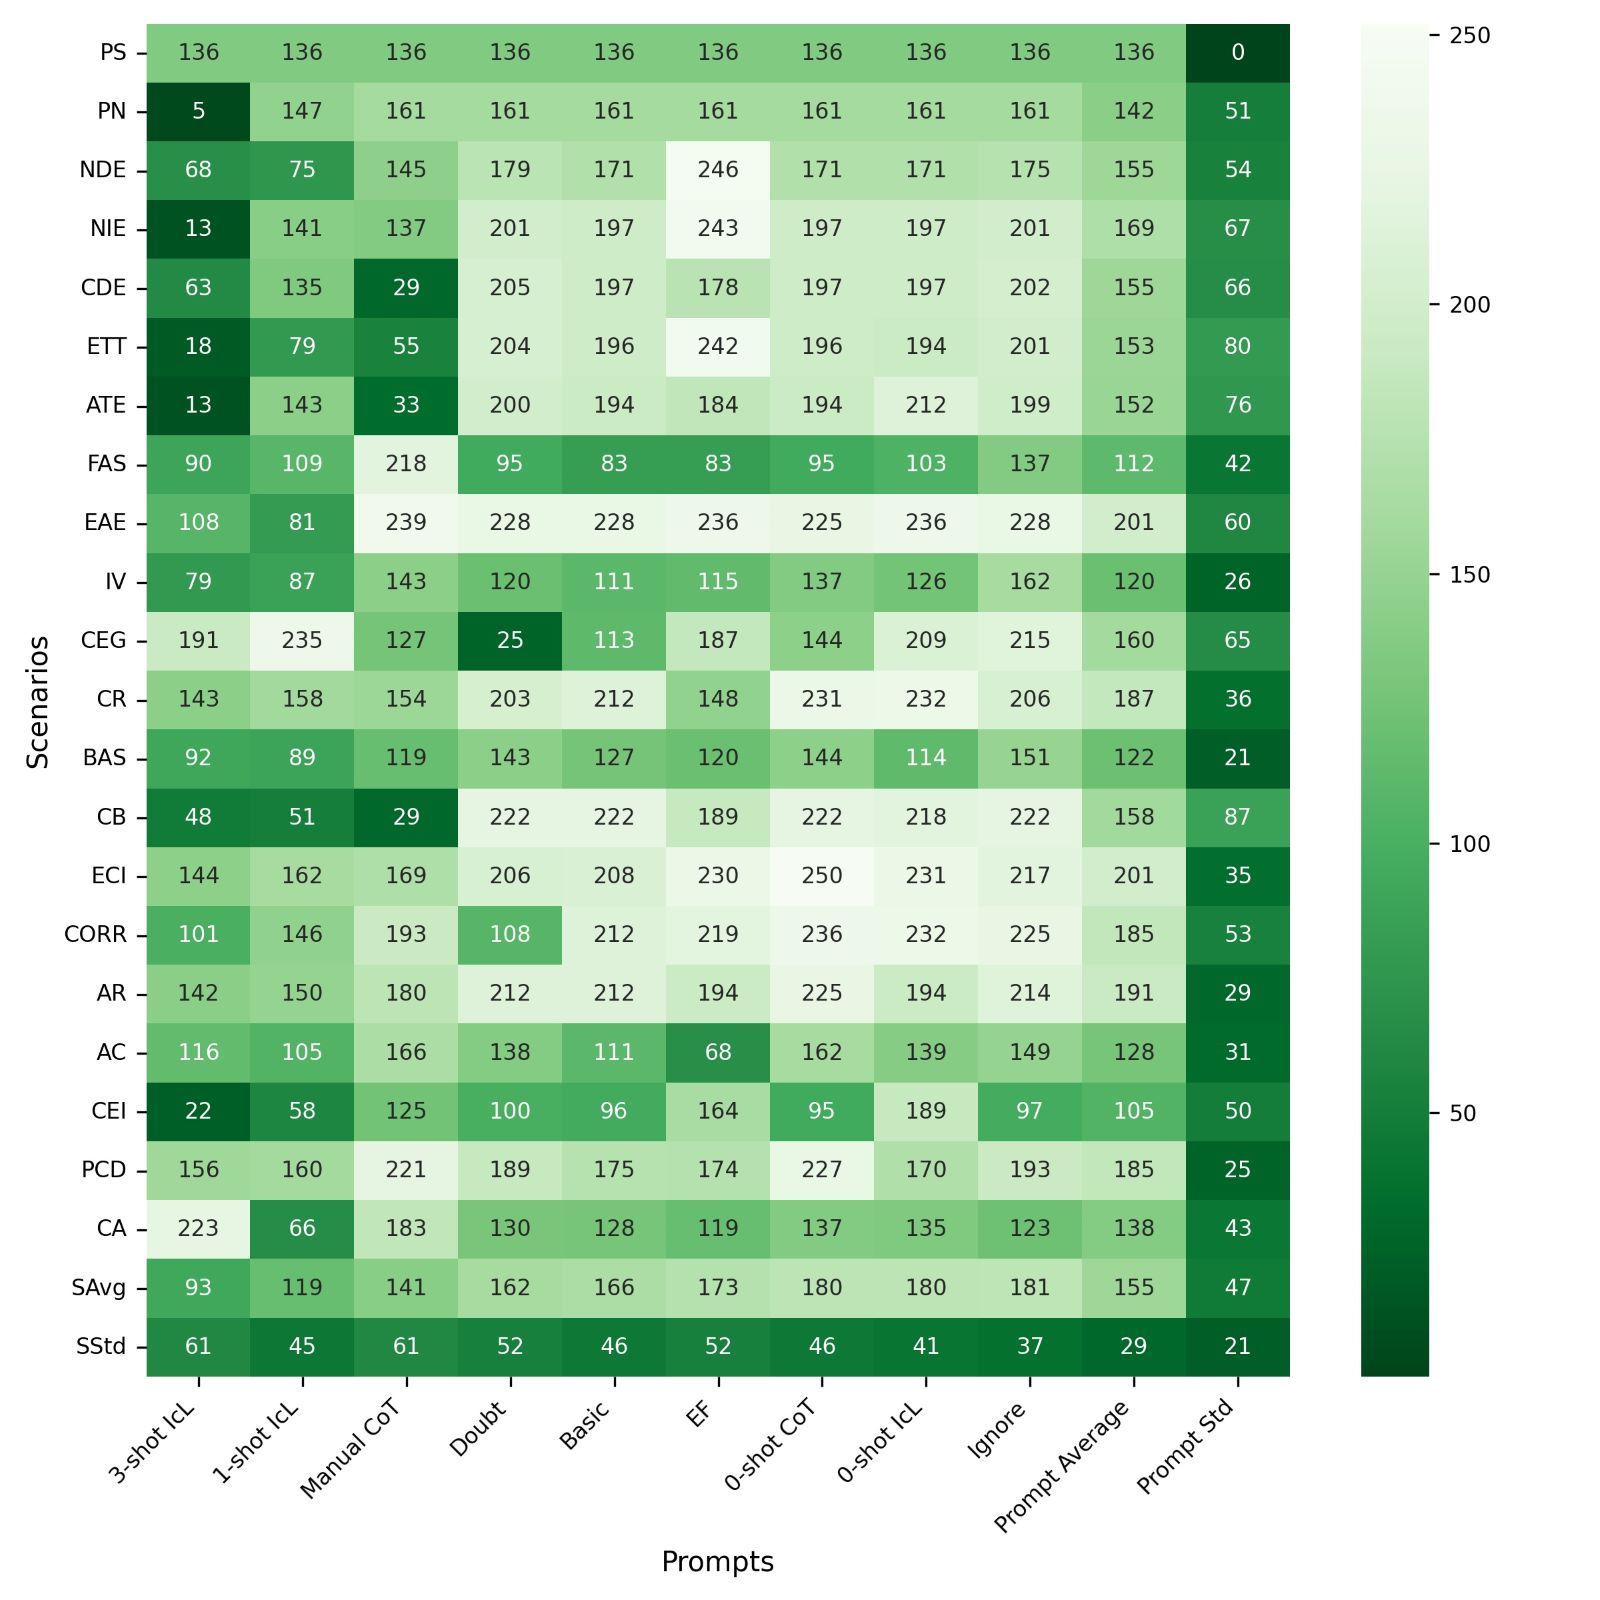 PS 136 136 136 136 136 136 136 136 136 136 0
PN 5 147 161 161 161 161 161 161 161 142 51
NDE 68 75 145 179 171 246 171 171 175 155 54
NIE 13 141 137 201 197 243 197 197 201 169 67
CDE 63 135 29 205 197 178 197 197 202 155 66
ETT 18 79 55 204 196 242 196 194 201 153 80
ATE 13 143 33 200 194 184 194 212 199 152 76
FAS 90 109 218 95 83 83 95 103 137 112 42
EAE 108 81 239 228 228 236 225 236 228 201 60
IV 79 87 143 120 111 115 137 126 162 120 26
CEG 191 235 127 25 113 187 144 209 215 160 65
CR 143 158 154 203 212 148 231 232 206 187 36
BAS 92 89 119 143 127 120 144 114 151 122 21
CB 48 51 29 222 222 189 222 218 222 158 87
ECI 144 162 169 206 208 230 250 231 217 201 35
CORR 101 146 193 108 212 219 236 232 225 185 53
AR 142 150 180 212 212 194 225 194 214 191 29
AC 116 105 166 138 111 68 162 139 149 128 31
CEI 22 58 125 100 96 164 95 189 97 105 50
PCD 156 160 221 189 175 174 227 170 193 185 25
CA 223 66 183 130 128 119 137 135 123 138 43
SAvg 93 119 141 162 166 173 180 180 181 155 47
SStd 61 45 61 52 46 52 46 41 37 29 21
Scenarios
3-shot IcL
1-shot IcL
Manual CoT
Doubt
Basic
EF
0-shot CoT
0-shot IcL
Ignore
Prompt Average
Prompt Std
Prompts
250
200
150
100
50